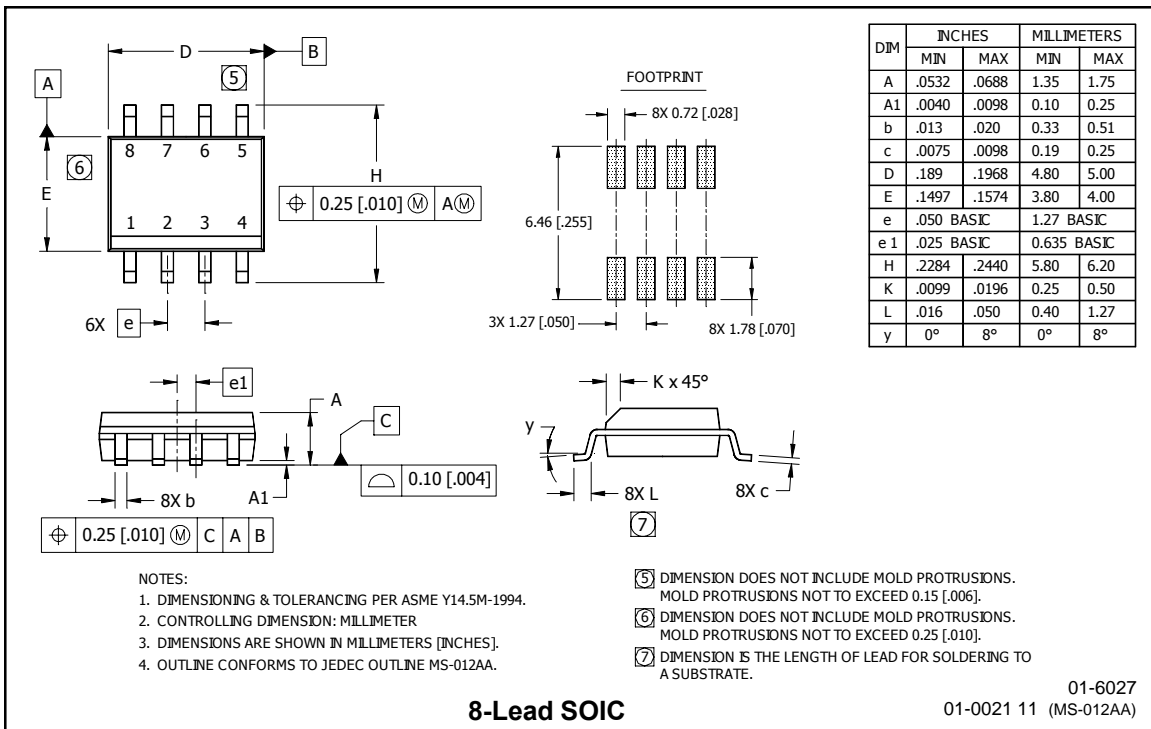 D
B
5
A
8 7 6 5
6
E
H
⌖ 0.25 [.010] Ⓜ A Ⓜ
1 2 3 4
6X e
FOOTPRINT
8X 0.72 [.028]
6.46 [.255]
3X 1.27 [.050]
8X 1.78 [.070]
DIM INCHES MILLIMETERS
MIN MAX MIN MAX
A .0532 .0688 1.35 1.75
A1 .0040 .0098 0.10 0.25
b .013 .020 0.33 0.51
c .0075 .0098 0.19 0.25
D .189 .1968 4.80 5.00
E .1497 .1574 3.80 4.00
e .050 BASIC 1.27 BASIC
e 1 .025 BASIC 0.635 BASIC
H .2284 .2440 5.80 6.20
K .0099 .0196 0.25 0.50
L .016 .050 0.40 1.27
y 0° 8° 0° 8°
e1
A
C
⌓ 0.10 [.004]
8X b
A1
⌖ 0.25 [.010] Ⓜ C A B
K x 45°
y
8X L
8X c
7
NOTES:
1. DIMENSIONING & TOLERANCING PER ASME Y14.5M-1994.
2. CONTROLLING DIMENSION: MILLIMETER
3. DIMENSIONS ARE SHOWN IN MILLIMETERS [INCHES].
4. OUTLINE CONFORMS TO JEDEC OUTLINE MS-012AA.
5 DIMENSION DOES NOT INCLUDE MOLD PROTRUSIONS.
MOLD PROTRUSIONS NOT TO EXCEED 0.15 [.006].
6 DIMENSION DOES NOT INCLUDE MOLD PROTRUSIONS.
MOLD PROTRUSIONS NOT TO EXCEED 0.25 [.010].
7 DIMENSION IS THE LENGTH OF LEAD FOR SOLDERING TO
A SUBSTRATE.
8-Lead SOIC
01-6027
01-0021 11 (MS-012AA)